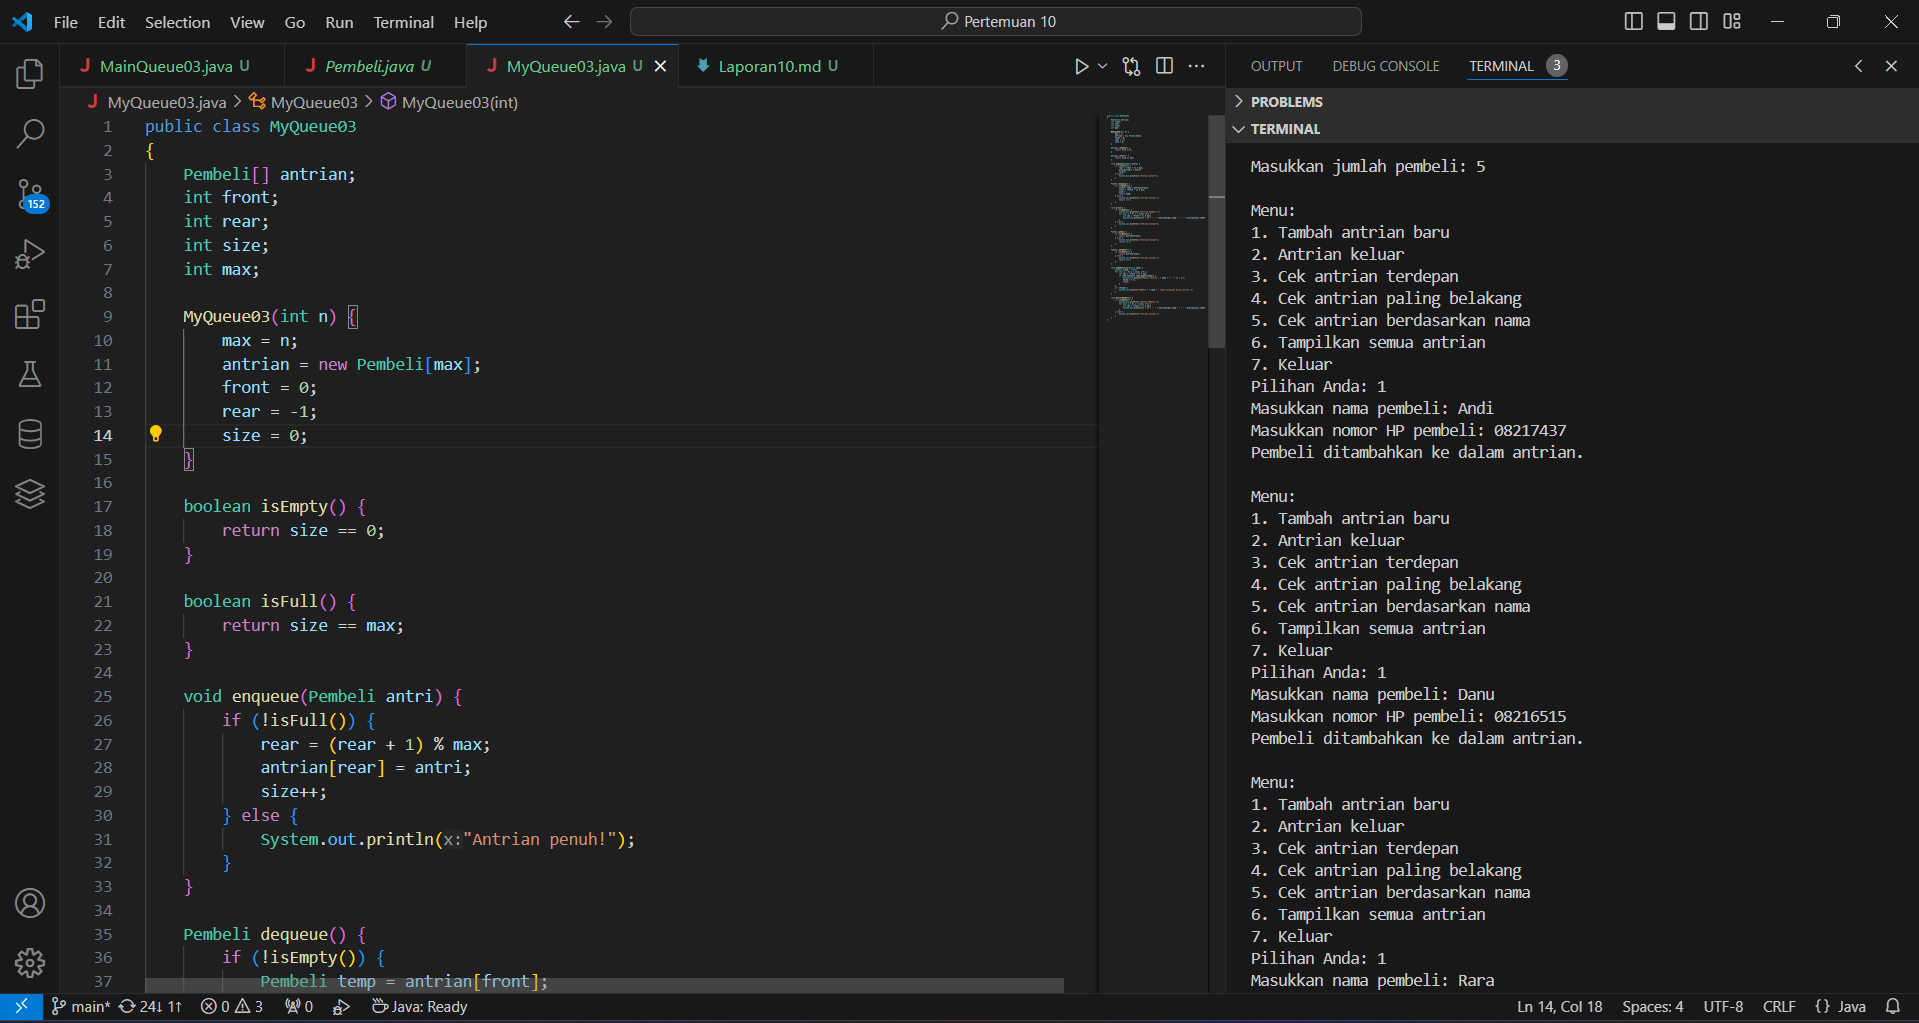 File Edit Selection View Go Run Terminal Help
Pertemuan 10
J MainQueue03.java U
J Pembeli.java U
J MyQueue03.java U
Laporan10.md U
J MyQueue03.java > MyQueue03 > MyQueue03(int)
1 public class MyQueue03
2 {
3 Pembeli[] antrian;
4 int front;
5 int rear;
6 int size;
7 int max;
8
9 MyQueue03(int n) {
10 max = n;
11 antrian = new Pembeli[max];
12 front = 0;
13 rear = -1;
14 size = 0;
15 }
16
17 boolean isEmpty() {
18 return size == 0;
19 }
20
21 boolean isFull() {
22 return size == max;
23 }
24
25 void enqueue(Pembeli antri) {
26 if (!isFull()) {
27 rear = (rear + 1) % max;
28 antrian[rear] = antri;
29 size++;
30 } else {
31 System.out.println(x:"Antrian penuh!");
32 }
33 }
34
35 Pembeli dequeue() {
36 if (!isEmpty()) {
37 Pembeli temp = antrian[front];
OUTPUT DEBUG CONSOLE TERMINAL 3
PROBLEMS
TERMINAL
Masukkan jumlah pembeli: 5
Menu:
1. Tambah antrian baru
2. Antrian keluar
3. Cek antrian terdepan
4. Cek antrian paling belakang
5. Cek antrian berdasarkan nama
6. Tampilkan semua antrian
7. Keluar
Pilihan Anda: 1
Masukkan nama pembeli: Andi
Masukkan nomor HP pembeli: 08217437
Pembeli ditambahkan ke dalam antrian.
Menu:
1. Tambah antrian baru
2. Antrian keluar
3. Cek antrian terdepan
4. Cek antrian paling belakang
5. Cek antrian berdasarkan nama
6. Tampilkan semua antrian
7. Keluar
Pilihan Anda: 1
Masukkan nama pembeli: Danu
Masukkan nomor HP pembeli: 08216515
Pembeli ditambahkan ke dalam antrian.
Menu:
1. Tambah antrian baru
2. Antrian keluar
3. Cek antrian terdepan
4. Cek antrian paling belakang
5. Cek antrian berdasarkan nama
6. Tampilkan semua antrian
7. Keluar
Pilihan Anda: 1
Masukkan nama pembeli: Rara
152
main* 24↓ 1↑ 0 3 0 Java: Ready
Ln 14, Col 18 Spaces: 4 UTF-8 CRLF {} Java